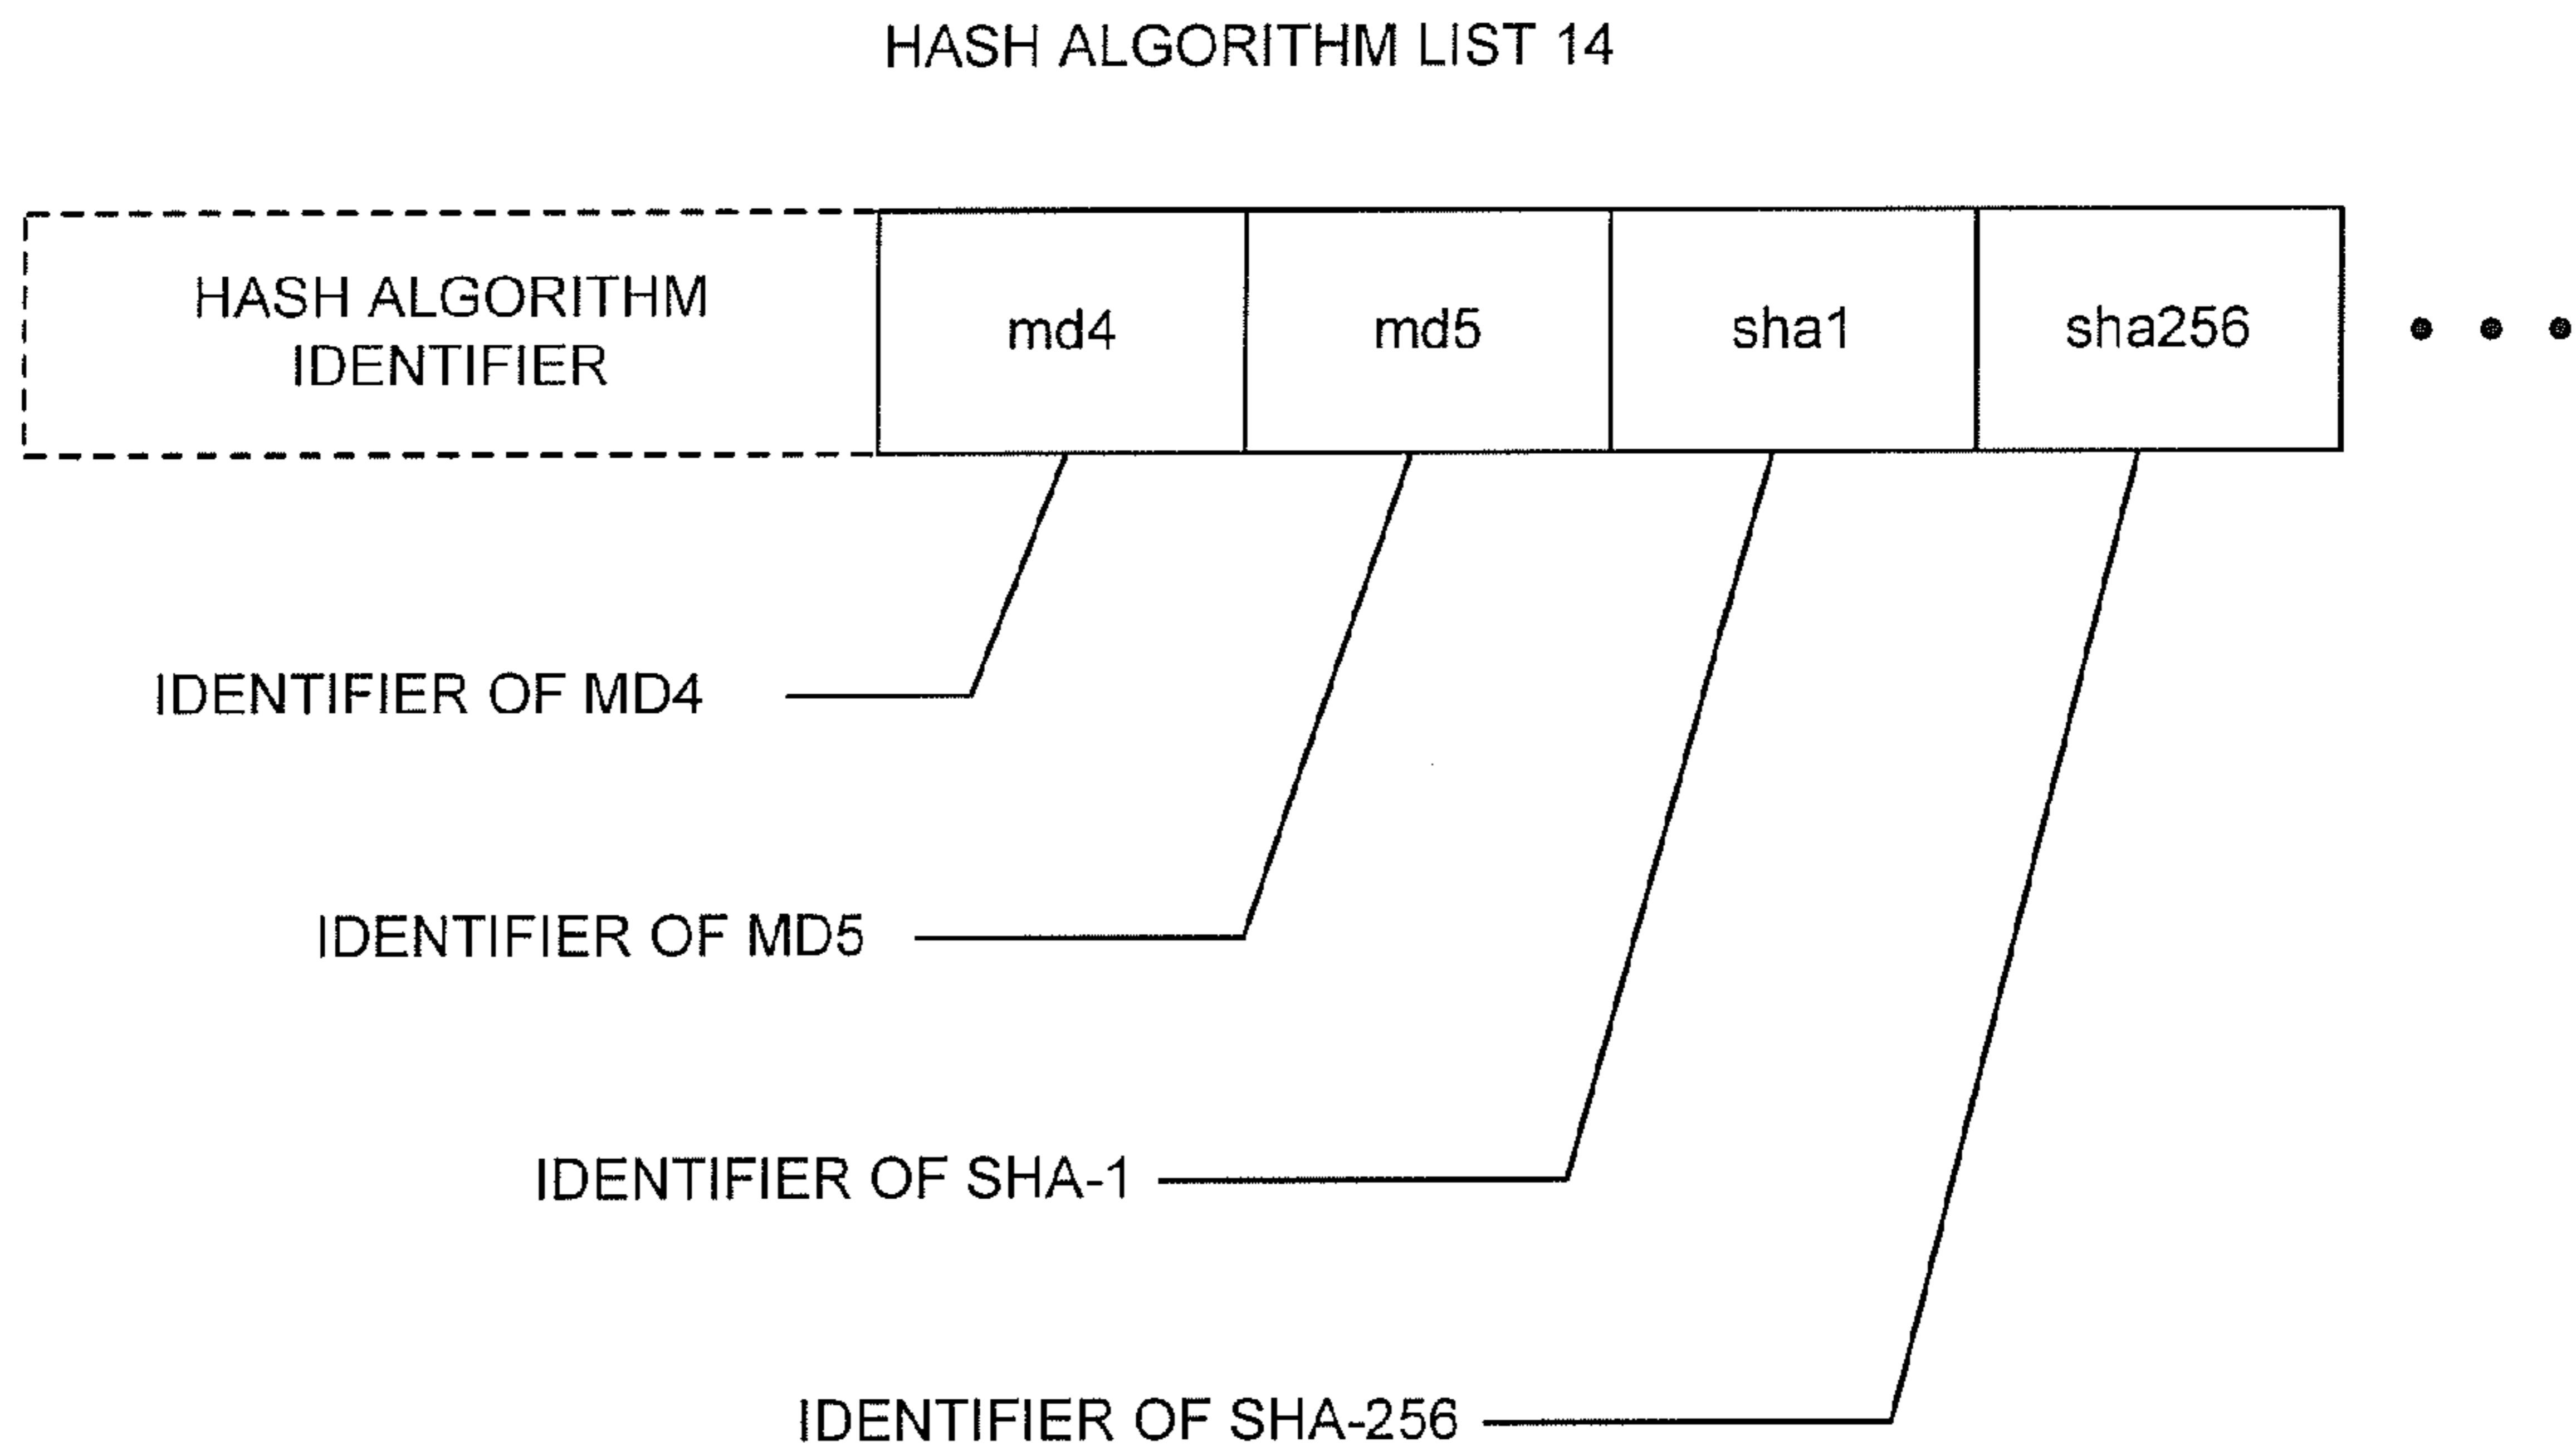 HASH ALGORITHM LIST 14
HASH ALGORITHM
IDENTIFIER
md4
md5
sha1
sha256
• • •
IDENTIFIER OF MD4
IDENTIFIER OF MD5
IDENTIFIER OF SHA-1
IDENTIFIER OF SHA-256